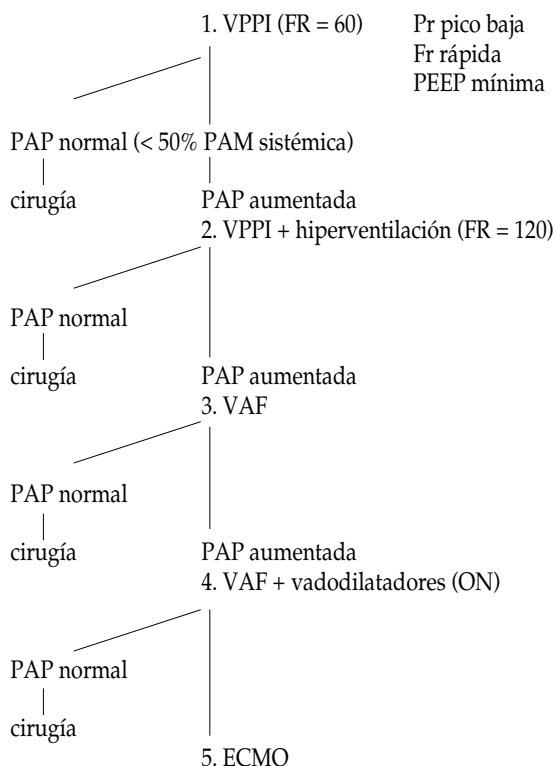 1. VPPI (FR = 60) Pr pico baja
Fr rápida
PEEP mínima
PAP normal (< 50% PAM sistémica)
cirugía PAP aumentada
2. VPPI + hiperventilación (FR = 120)
PAP normal
cirugía PAP aumentada
3. VAF
PAP normal
cirugía PAP aumentada
4. VAF + vadodilatadores (ON)
PAP normal
cirugía
5. ECMO